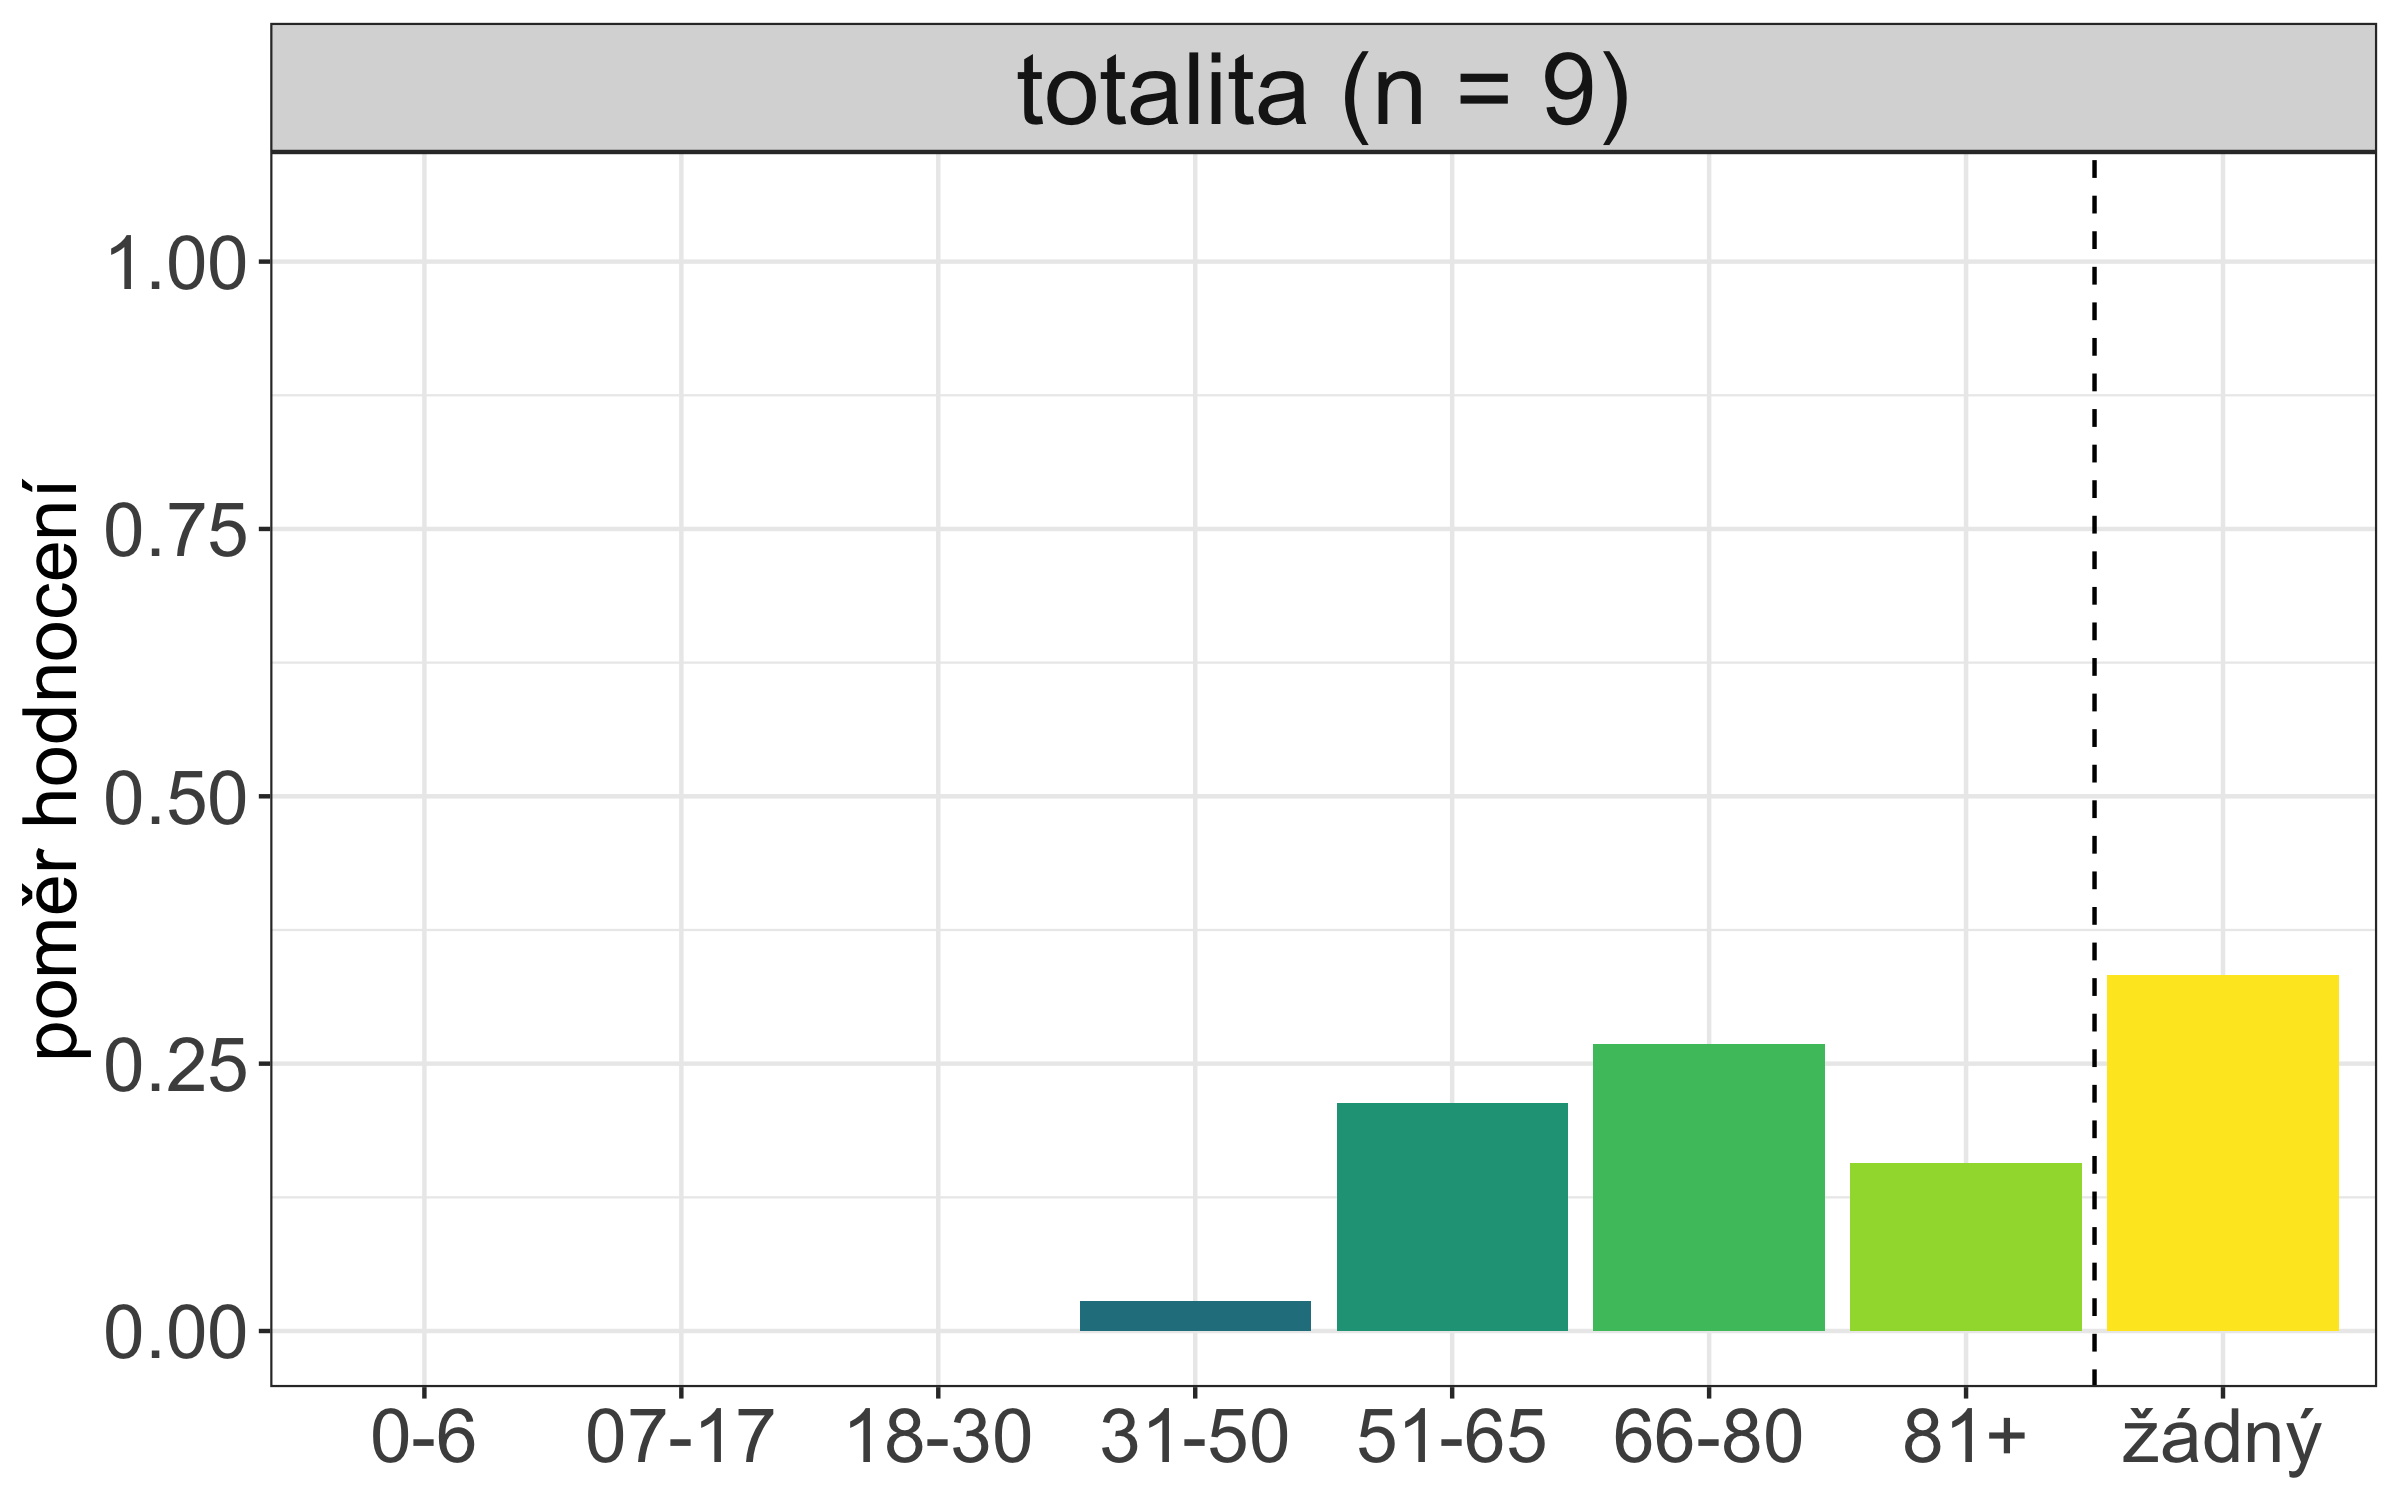 totalita (n = 9)
poměr hodnocení
1.00
0.75
0.50
0.25
0.00
0-6 07-17 18-30 31-50 51-65 66-80 81+ žádný